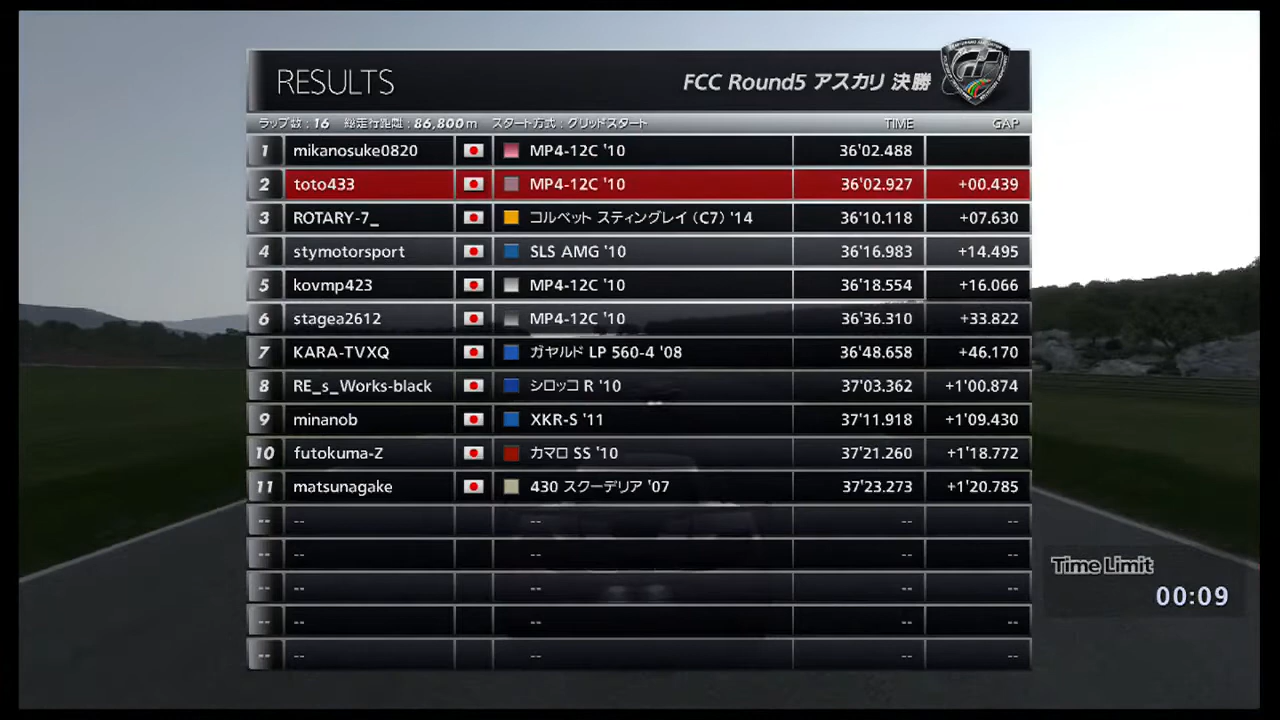 RESULTS
FCC Round5 アスカリ 決勝
ラップ数 : 16 総走行距離 : 86,800m スタート方式 : グリッドスタート TIME GAP
1 mikanosuke0820 MP4-12C '10 36'02.488
2 toto433 MP4-12C '10 36'02.927 +00.439
3 ROTARY-7_ コルベット スティングレイ (C7) '14 36'10.118 +07.630
4 stymotorsport SLS AMG '10 36'16.983 +14.495
5 kovmp423 MP4-12C '10 36'18.554 +16.066
6 stagea2612 MP4-12C '10 36'36.310 +33.822
7 KARA-TVXQ ガヤルド LP 560-4 '08 36'48.658 +46.170
8 RE_s_Works-black シロッコ R '10 37'03.362 +1'00.874
9 minanob XKR-S '11 37'11.918 +1'09.430
10 futokuma-Z カマロ SS '10 37'21.260 +1'18.772
11 matsunagake 430 スクーデリア '07 37'23.273 +1'20.785
-- -- -- -- --
-- -- -- -- --
-- -- -- -- --
-- -- -- -- --
-- -- -- -- --
Time Limit
00:09